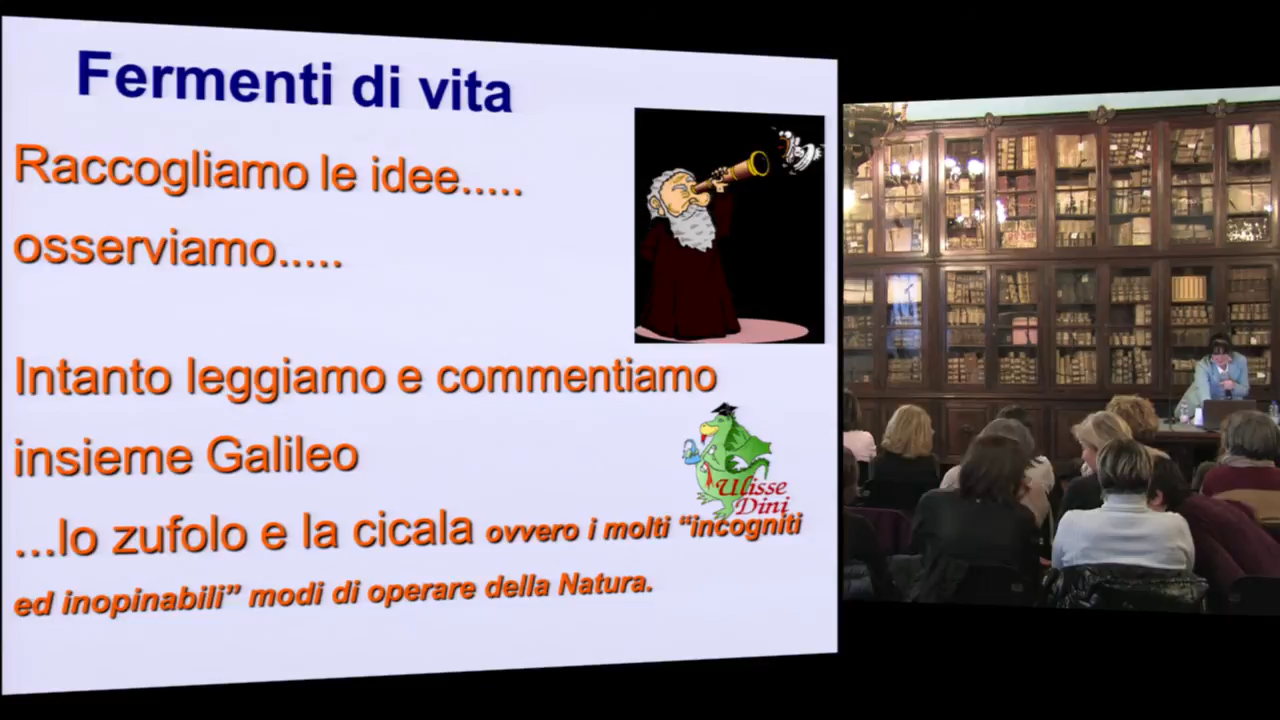 Fermenti di vita
Raccogliamo le idee.....
osserviamo.....
Intanto leggiamo e commentiamo
insieme Galileo
Ulisse
Dini
...lo zufolo e la cicala ovvero i molti “incogniti
ed inopinabili” modi di operare della Natura.